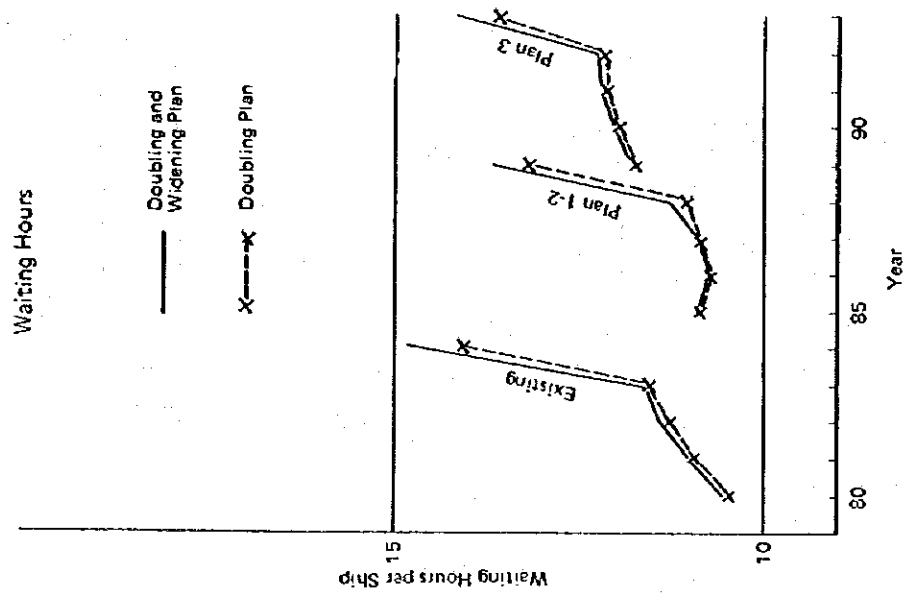 Waiting Hours
Doubling and
Widening Plan
Doubling Plan
Waiting Hours per Ship
15
10
Existing
Plan 1-2
Plan 3
80
85
90
Year